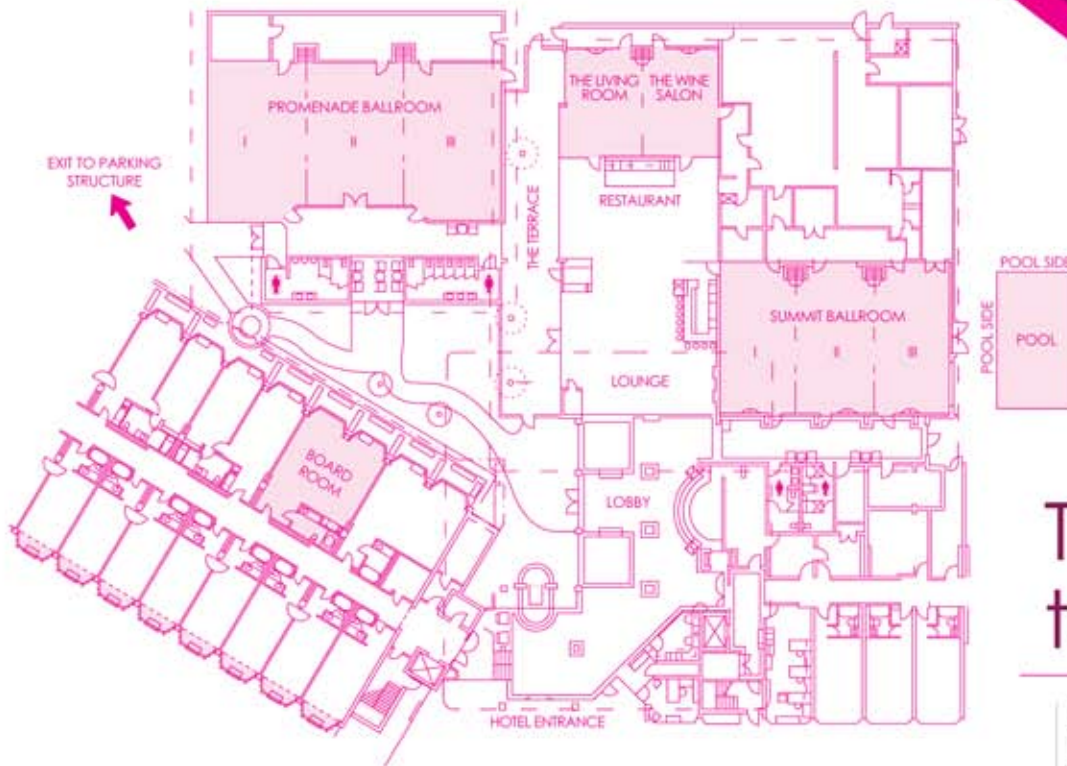 PROMENADE BALLROOM
I
II
III
THE LIVING
ROOM
THE WINE
SALON
EXIT TO PARKING
STRUCTURE
THE TERRACE
RESTAURANT
POOL SIDE
POOL SIDE
POOL
SUMMIT BALLROOM
I
II
III
LOUNGE
BOARD
ROOM
LOBBY
HOTEL ENTRANCE